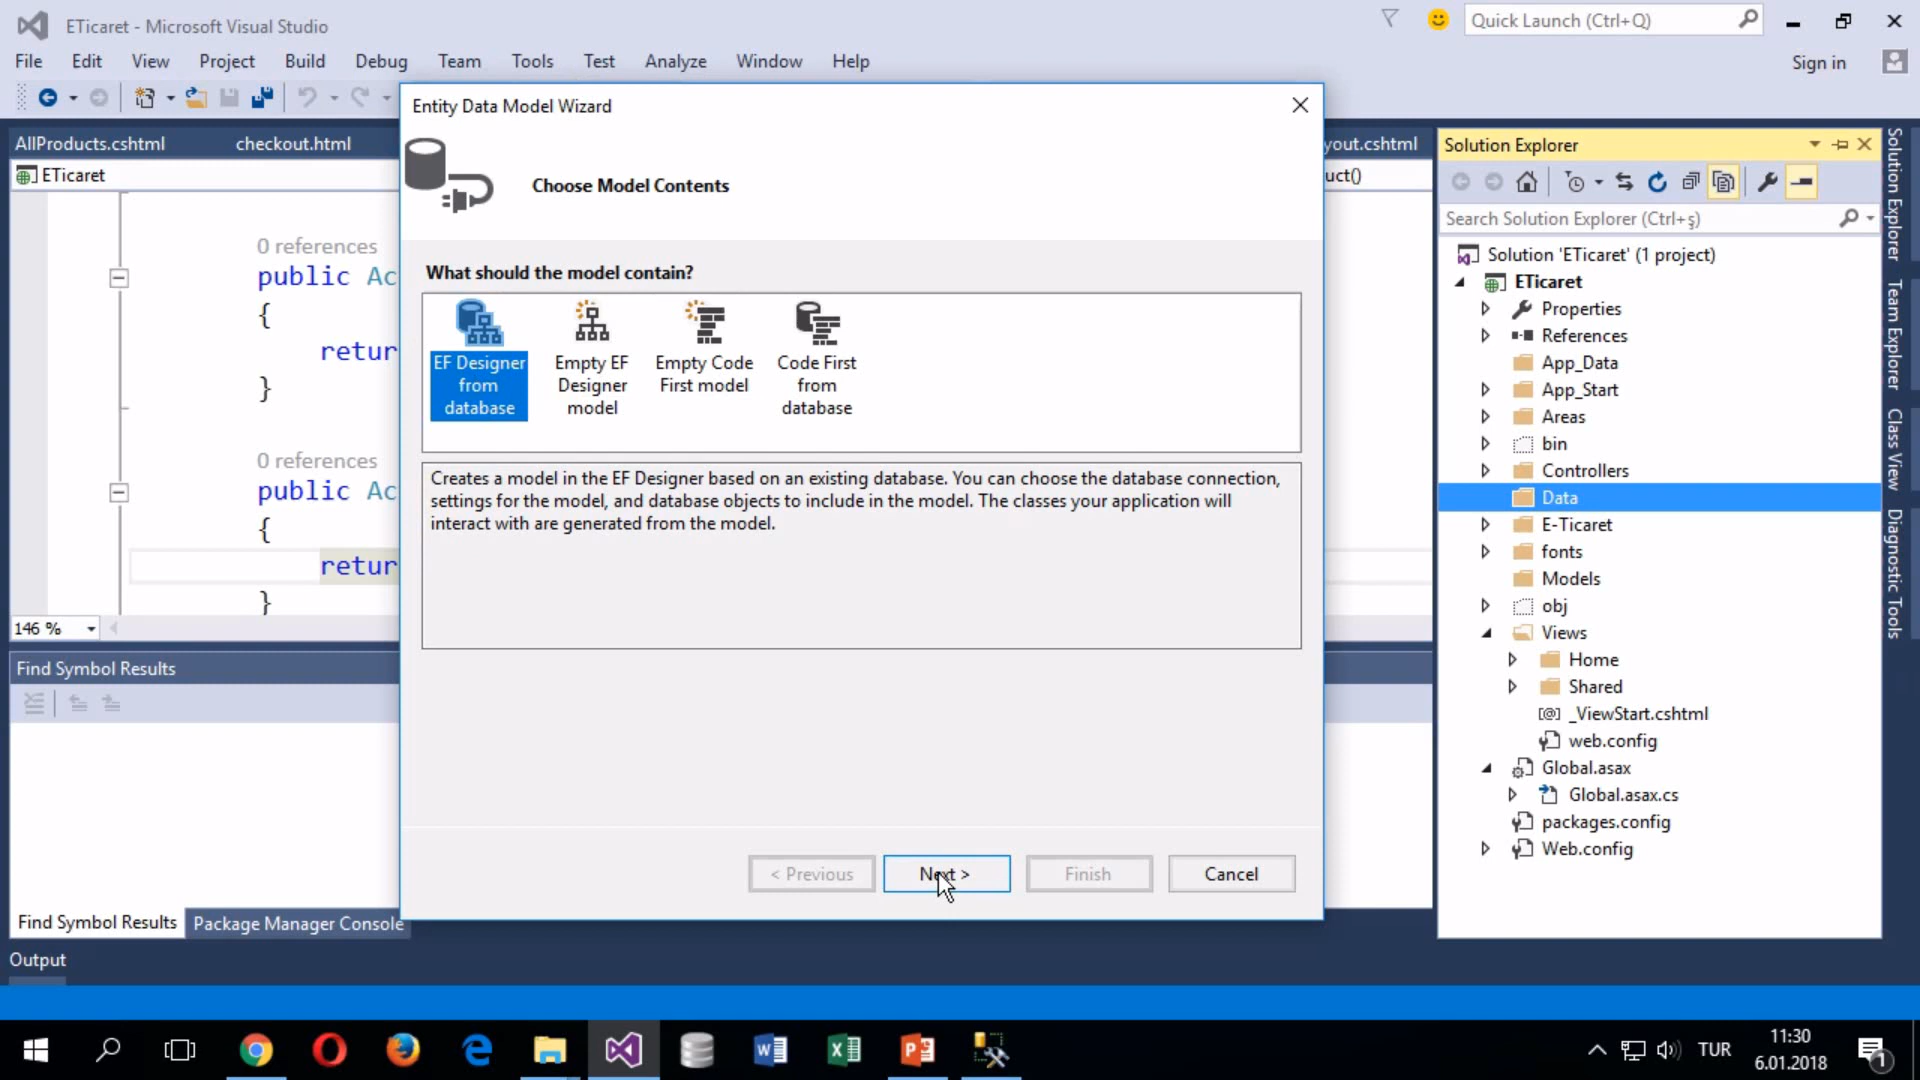 ETicaret - Microsoft Visual Studio
Quick Launch (Ctrl+Q)
File Edit View Project Build Debug Team Tools Test Analyze Window Help
Sign in
AllProducts.cshtml checkout.html
yout.cshtml
ETicaret
uct()
0 references
public Ac
{
retur
}
0 references
public Ac
{
retur
}
146 %
Find Symbol Results
Find Symbol Results Package Manager Console
Output
Entity Data Model Wizard
Choose Model Contents
What should the model contain?
EF Designer
from
database
Empty EF
Designer
model
Empty Code
First model
Code First
from
database
Creates a model in the EF Designer based on an existing database. You can choose the database connection,
settings for the model, and database objects to include in the model. The classes your application will
interact with are generated from the model.
< Previous
Next >
Finish
Cancel
Solution Explorer
Search Solution Explorer (Ctrl+ş)
Solution 'ETicaret' (1 project)
ETicaret
Properties
References
App_Data
App_Start
Areas
bin
Controllers
Data
E-Ticaret
fonts
Models
obj
Views
Home
Shared
_ViewStart.cshtml
web.config
Global.asax
Global.asax.cs
packages.config
Web.config
Solution Explorer
Team Explorer
Class View
Diagnostic Tools
TUR
11:30
6.01.2018
1